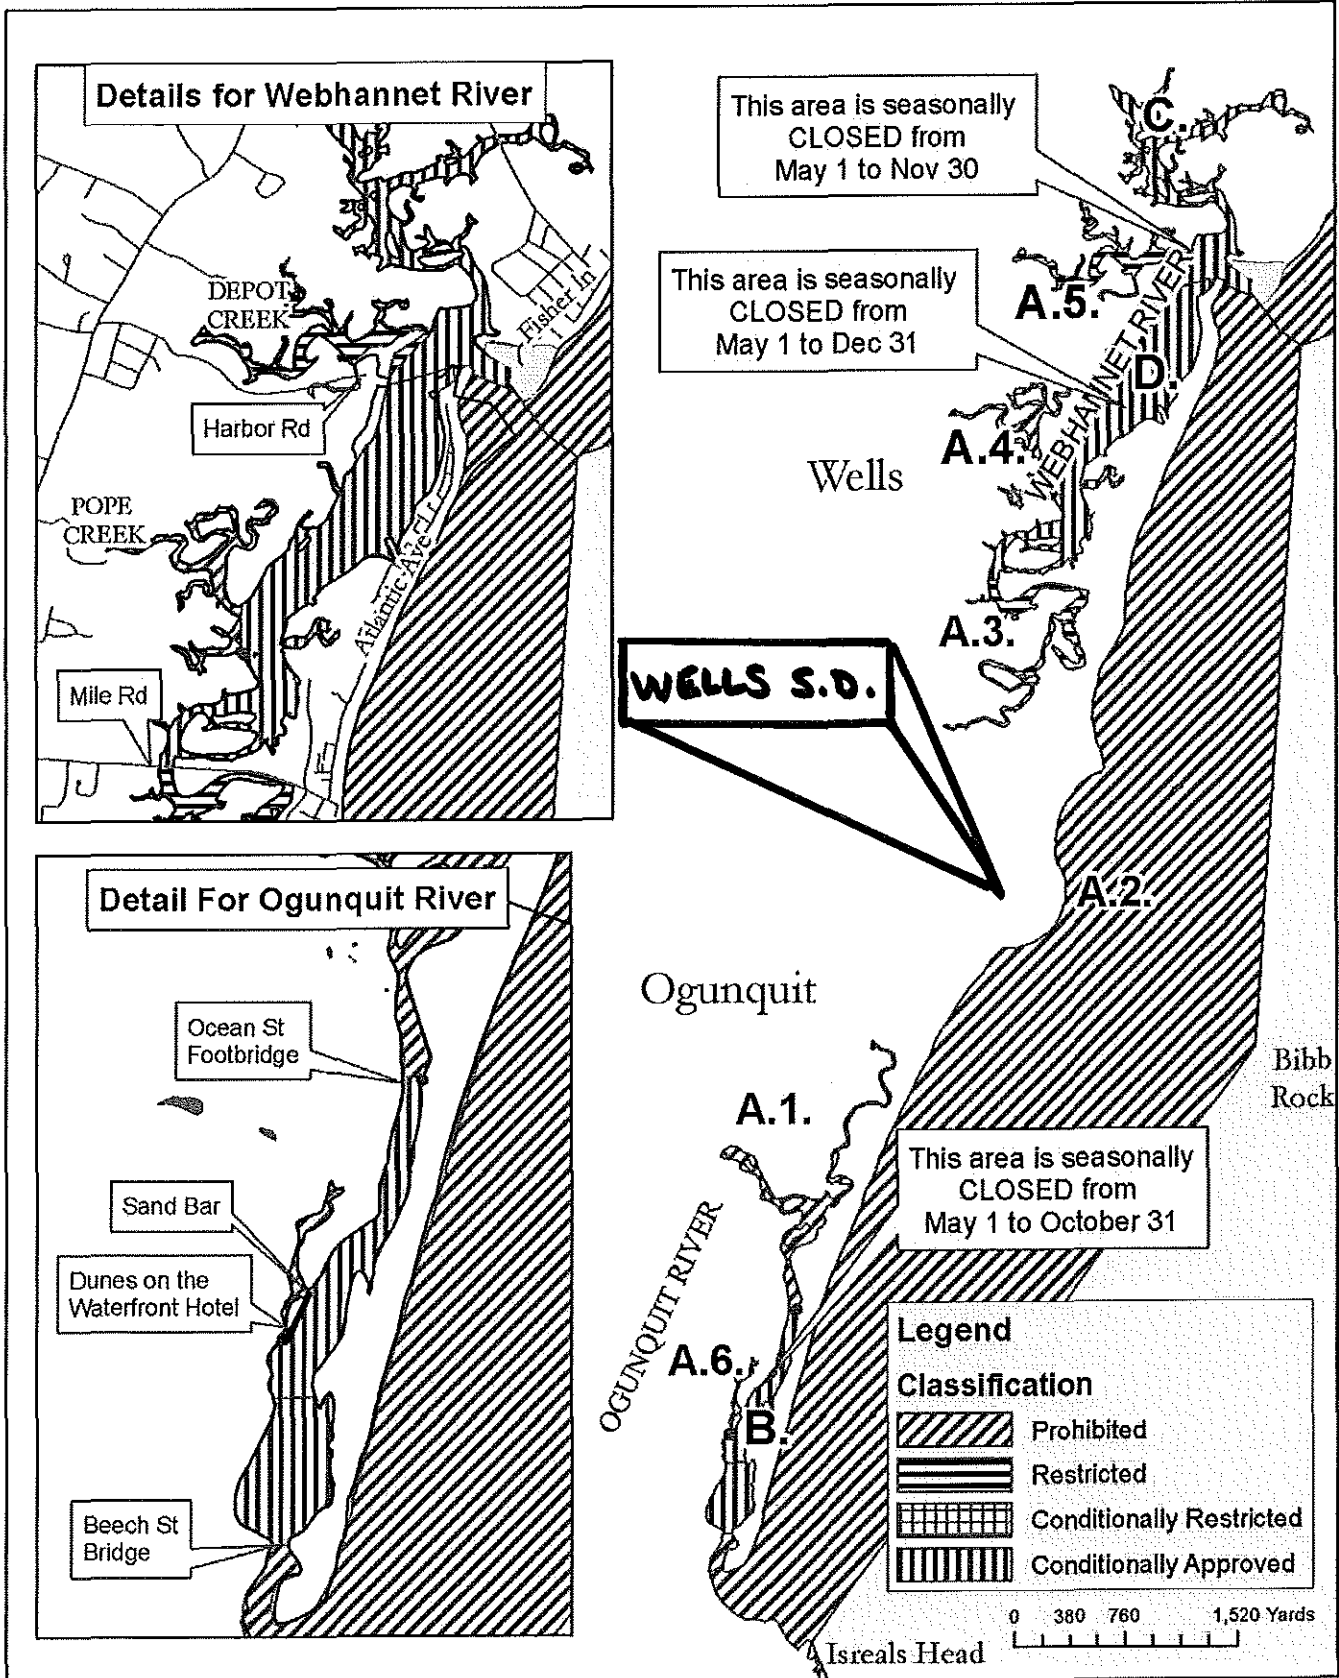 Details for Webhannet River
DEPOT
CREEK
Fisher ln
Harbor Rd
POPE
CREEK
Atlantic Ave
Mile Rd
This area is seasonally
CLOSED from
May 1 to Nov 30
C.
This area is seasonally
CLOSED from
May 1 to Dec 31
A.5.
WEBHANNET RIVER
D.
A.4.
Wells
A.3.
WELLS S.D.
A.2.
Detail For Ogunquit River
Ocean St
Footbridge
Sand Bar
Dunes on the
Waterfront Hotel
Beech St
Bridge
Ogunquit
Bibb
Rock
A.1.
This area is seasonally
CLOSED from
May 1 to October 31
OGUNQUIT RIVER
A.6.
B.
Legend
Classification
Prohibited
Restricted
Conditionally Restricted
Conditionally Approved
0 380 760 1,520 Yards
Isreals Head